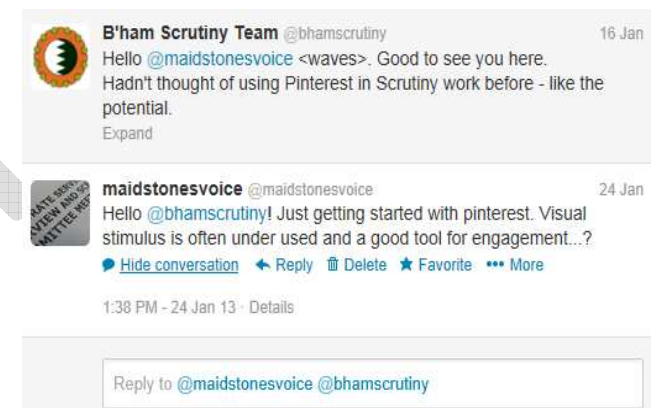 B'ham Scrutiny Team @bhamscrutiny 16 Jan
Hello @maidstonesvoice <waves>. Good to see you here.
Hadn't thought of using Pinterest in Scrutiny work before - like the
potential.
Expand
maidstonesvoice @maidstonesvoice 24 Jan
Hello @bhamscrutiny! Just getting started with pinterest. Visual
stimulus is often under used and a good tool for engagement...?
Hide conversation Reply Delete Favorite ••• More
1:38 PM - 24 Jan 13 · Details
Reply to @maidstonesvoice @bhamscrutiny